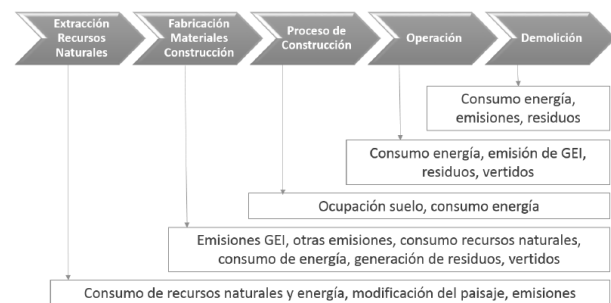 Extracción
Recursos
Naturales
Fabricación
Materiales
Construcción
Proceso de
Construcción
Operación
Demolición
Consumo energía,
emisiones, residuos
Consumo energía, emisión de GEI,
residuos, vertidos
Ocupación suelo, consumo energía
Emisiones GEI, otras emisiones, consumo recursos naturales,
consumo de energía, generación de residuos, vertidos
Consumo de recursos naturales y energía, modificación del paisaje, emisiones